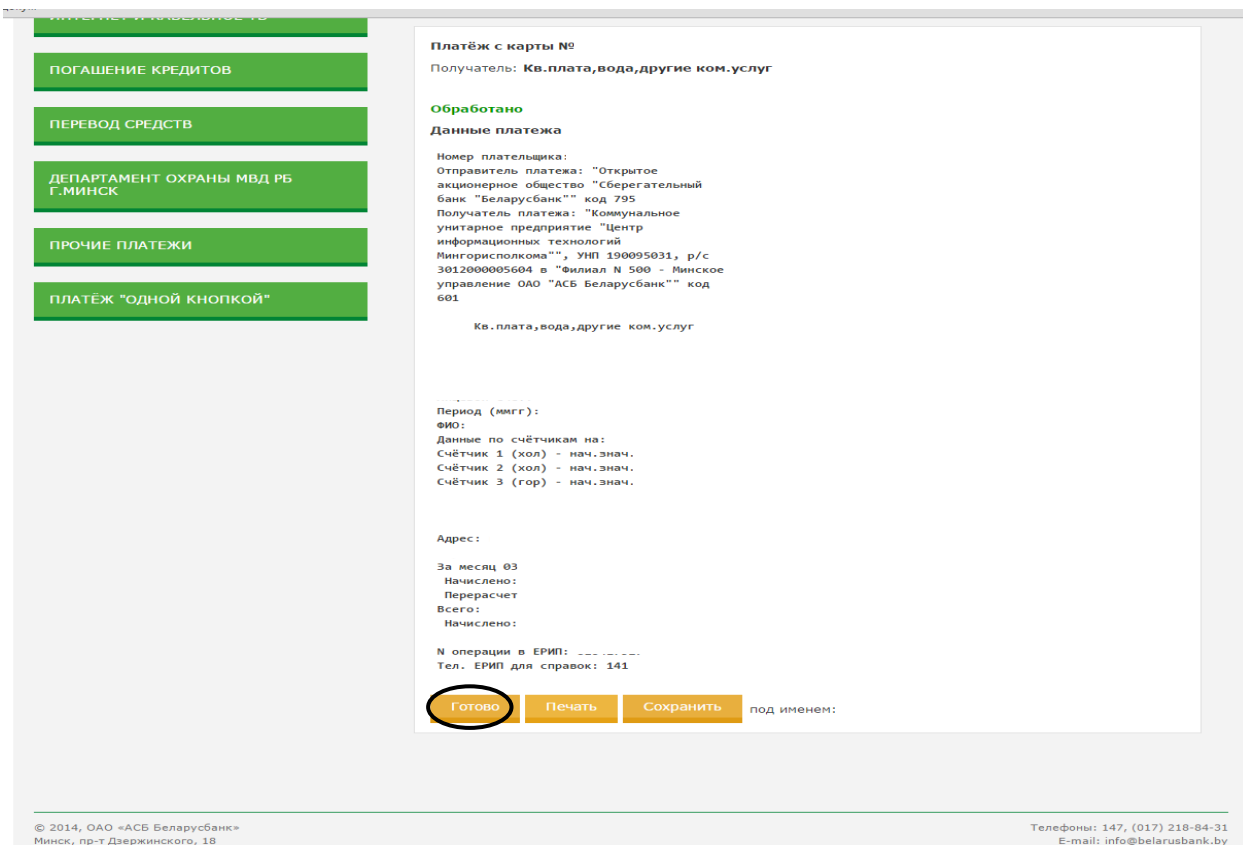 ПОГАШЕНИЕ КРЕДИТОВ
ПЕРЕВОД СРЕДСТВ
ДЕПАРТАМЕНТ ОХРАНЫ МВД РБ
Г.МИНСК
ПРОЧИЕ ПЛАТЕЖИ
ПЛАТЁЖ "ОДНОЙ КНОПКОЙ"
Платёж с карты №
Получатель: Кв.плата,вода,другие ком.услуг
Обработано
Данные платежа
Номер плательщика:
Отправитель платежа: "Открытое
акционерное общество "Сберегательный
банк "Беларусбанк"" код 795
Получатель платежа: "Коммунальное
унитарное предприятие "Центр
информационных технологий
Мингорисполкома"", УНП 190095031, р/с
3012000005604 в "Филиал N 500 - Минское
управление ОАО "АСБ Беларусбанк"" код
601
Кв.плата,вода,другие ком.услуг
Период (ммгг):
ФИО:
Данные по счётчикам на:
Счётчик 1 (хол) - нач.знач.
Счётчик 2 (хол) - нач.знач.
Счётчик 3 (гор) - нач.знач.
Адрес:
За месяц 03
Начислено:
Перерасчет
Всего:
Начислено:
N операции в ЕРИП:
Тел. ЕРИП для справок: 141
Готово Печать Сохранить под именем:
© 2014, ОАО «АСБ Беларусбанк»
Минск, пр-т Дзержинского, 18
Телефоны: 147, (017) 218-84-31
E-mail: info@belarusbank.by